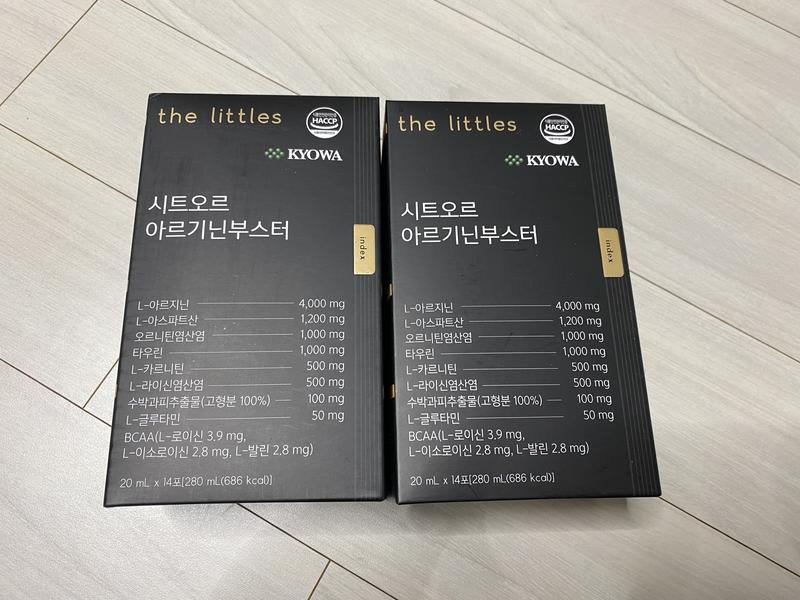 the littles
HACCP
KYOWA
시트오르
아르기닌부스터
index
L-아르지닌 4,000 mg
L-아스파트산 1,200 mg
오르니틴염산염 1,000 mg
타우린 1,000 mg
L-카르니틴 500 mg
L-라이신염산염 500 mg
수박과피추출물(고형분 100%) 100 mg
L-글루타민 50 mg
BCAA(L-로이신 3.9 mg,
L-이소로이신 2.8 mg, L-발린 2.8 mg)
20 mL x 14포[280 mL(686 kcal)]
the littles
HACCP
KYOWA
시트오르
아르기닌부스터
index
L-아르지닌 4,000 mg
L-아스파트산 1,200 mg
오르니틴염산염 1,000 mg
타우린 1,000 mg
L-카르니틴 500 mg
L-라이신염산염 500 mg
수박과피추출물(고형분 100%) 100 mg
L-글루타민 50 mg
BCAA(L-로이신 3.9 mg,
L-이소로이신 2.8 mg, L-발린 2.8 mg)
20 mL x 14포[280 mL(686 kcal)]